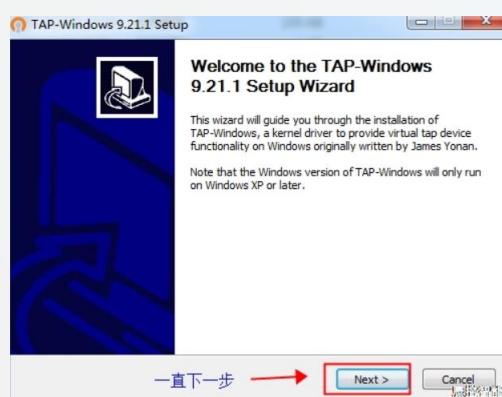 TAP-Windows 9.21.1 Setup
Welcome to the TAP-Windows
9.21.1 Setup Wizard
This wizard will guide you through the installation of
TAP-Windows, a kernel driver to provide virtual tap device
functionality on Windows originally written by James Yonan.
Note that the Windows version of TAP-Windows will only run
on Windows XP or later.
一直下一步
Next >
Cancel